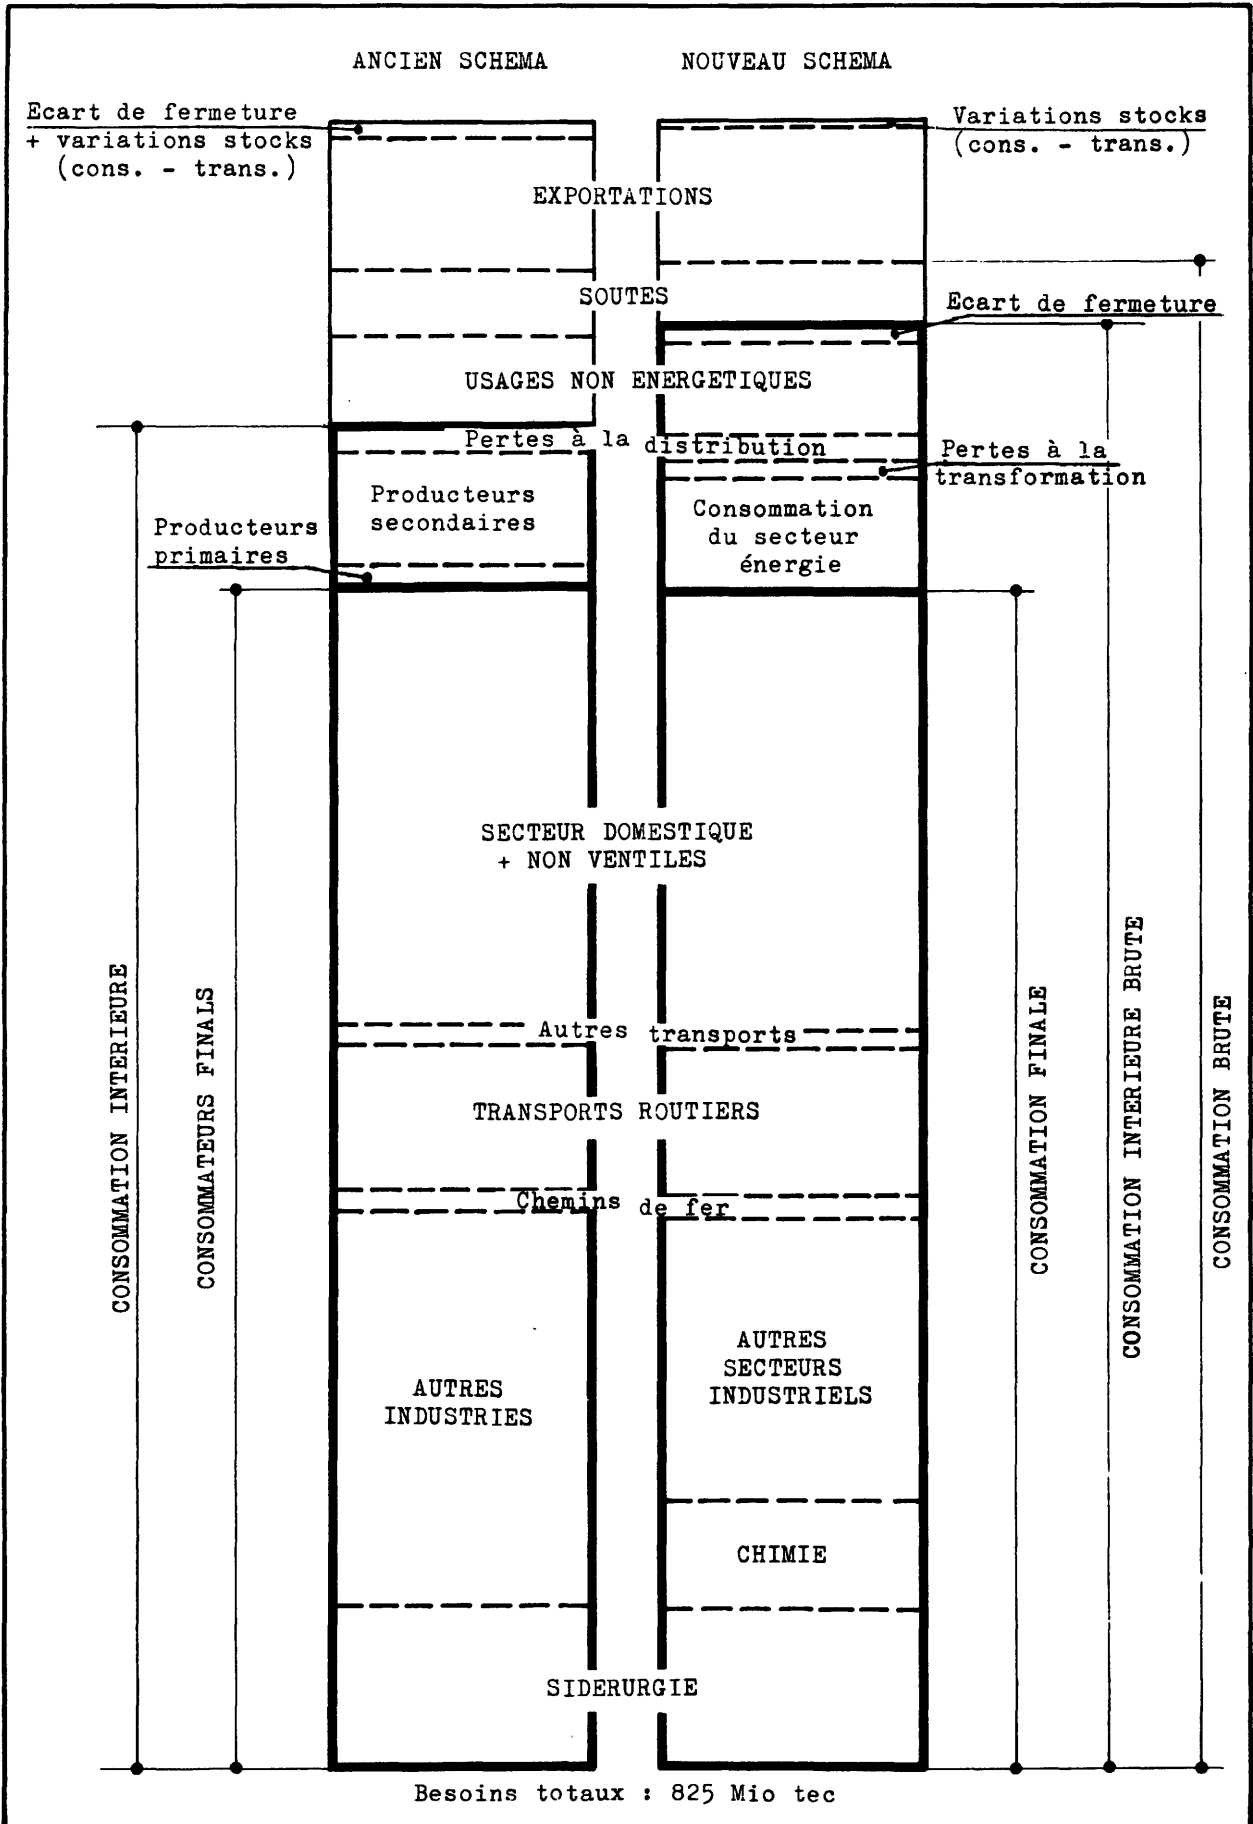 ANCIEN SCHEMA
NOUVEAU SCHEMA
Ecart de fermeture
+ variations stocks
(cons. - trans.)
Variations stocks
(cons. - trans.)
EXPORTATIONS
SOUTES
Ecart de fermeture
USAGES NON ENERGETIQUES
Pertes à la distribution
Pertes à la
transformation
Producteurs
secondaires
Consommation
du secteur
énergie
Producteurs
primaires
SECTEUR DOMESTIQUE
+ NON VENTILES
Autres transports
TRANSPORTS ROUTIERS
Chemins de fer
AUTRES
INDUSTRIES
AUTRES
SECTEURS
INDUSTRIELS
CHIMIE
SIDERURGIE
CONSOMMATION INTERIEURE
CONSOMMATEURS FINALS
CONSOMMATION FINALE
CONSOMMATION INTERIEURE BRUTE
CONSOMMATION BRUTE
Besoins totaux : 825 Mio tec